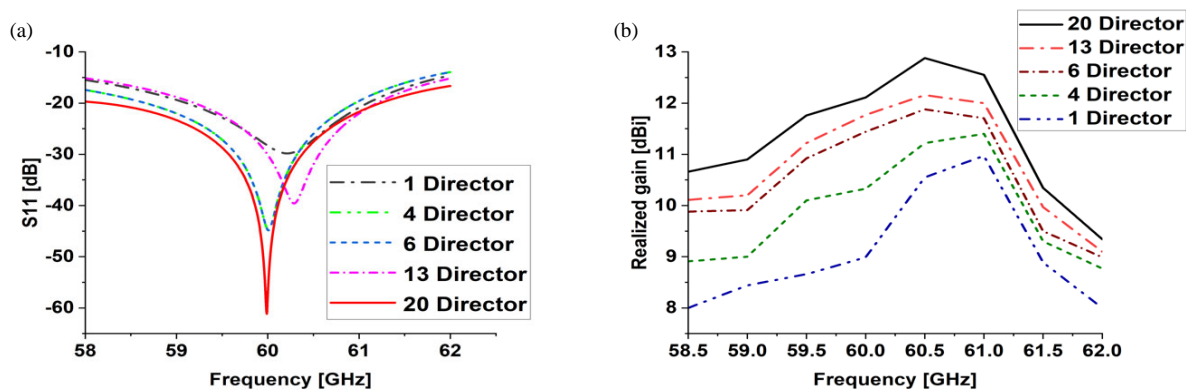 (a)
-10
-20
-30
-40
-50
-60
S11 [dB]
58
59
60
61
62
Frequency [GHz]
1 Director
4 Director
6 Director
13 Director
20 Director
(b)
13
12
11
10
9
8
Realized gain [dBi]
58.5
59.0
59.5
60.0
60.5
61.0
61.5
62.0
Frequency [GHz]
20 Director
13 Director
6 Director
4 Director
1 Director